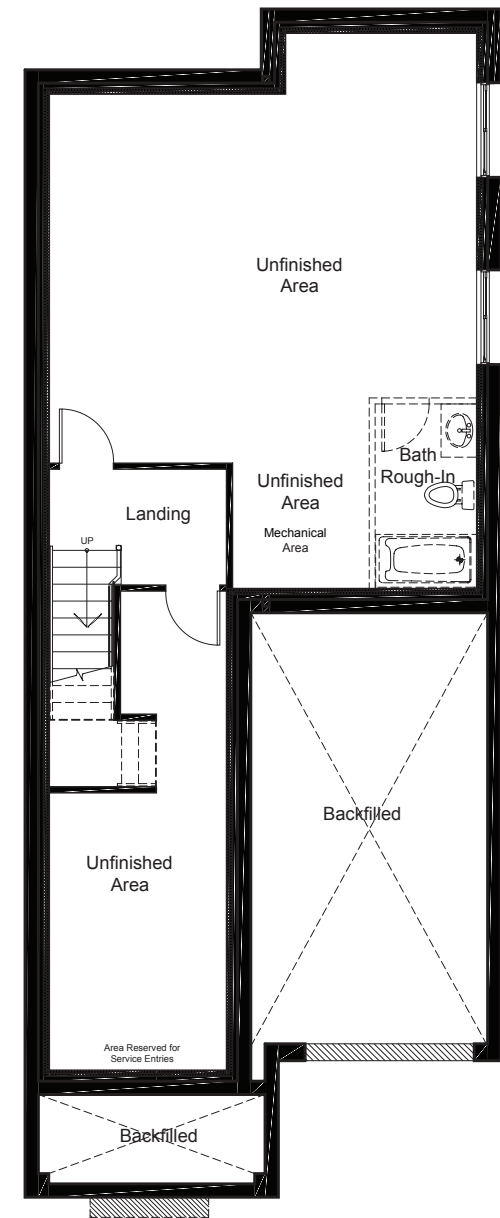 Unfinished
Area
Bath
Rough-In
Unfinished
Area
Mechanical
Area
Landing
UP
Backfilled
Unfinished
Area
Area Reserved for
Service Entries
Backfilled